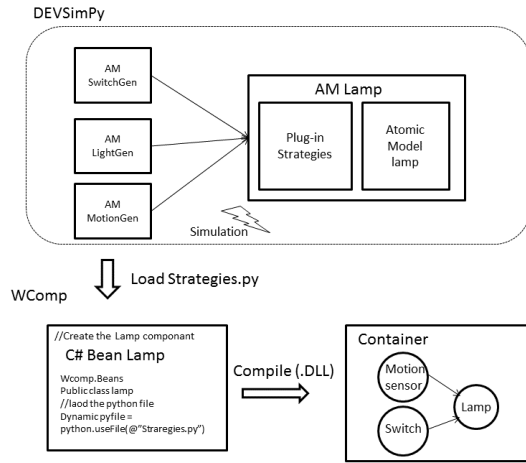 DEVSimPy
AM
SwitchGen
AM
LightGen
AM
MotionGen
AM Lamp
Plug-in
Strategies
Atomic
Model
lamp
Simulation
Load Strategies.py
WComp
//Create the Lamp componant
C# Bean Lamp
Wcomp.Beans
Public class lamp
//laod the python file
Dynamic pyfile =
python.useFile(@"Straregies.py")
Compile (.DLL)
Container
Motion
sensor
Lamp
Switch